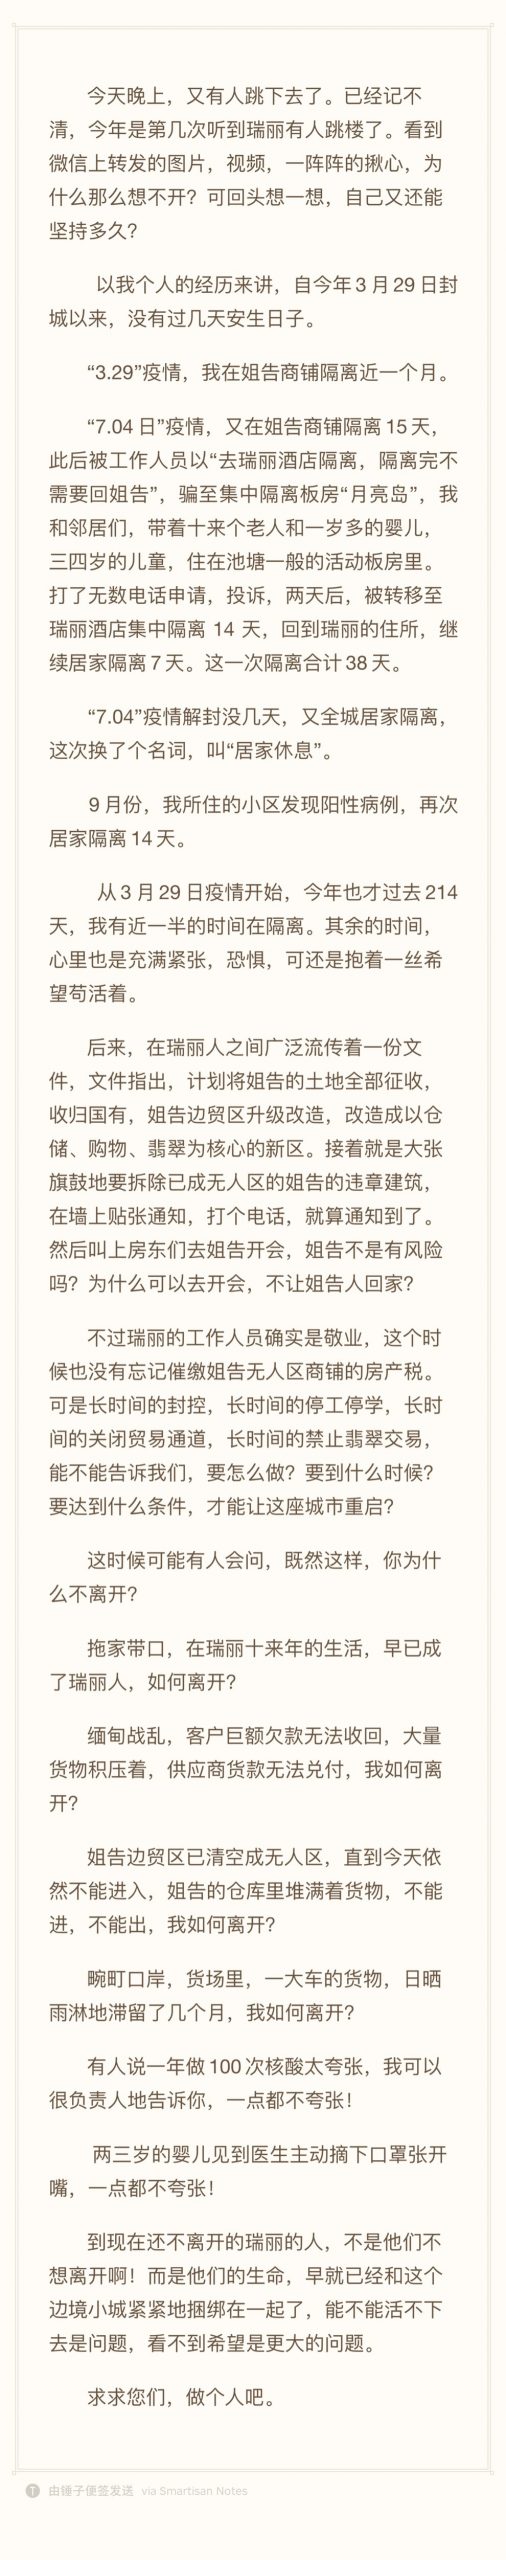 今天晚上，又有人跳下去了。已经记不
清，今年是第几次听到瑞丽有人跳楼了。看到
微信上转发的图片，视频，一阵阵的揪心，为
什么那么想不开？可回头想一想，自己又还能
坚持多久？
以我个人的经历来讲，自今年3月29日封
城以来，没有过几天安生日子。
“3.29”疫情，我在姐告商铺隔离近一个月。
“7.04日”疫情，又在姐告商铺隔离15天，
此后被工作人员以“去瑞丽酒店隔离，隔离完不
需要回姐告”，骗至集中隔离板房“月亮岛”，我
和邻居们，带着十来个老人和一岁多的婴儿，
三四岁的儿童，住在池塘一般的活动板房里。
打了无数电话申请，投诉，两天后，被转移至
瑞丽酒店集中隔离 14 天，回到瑞丽的住所，继
续居家隔离7天。这一次隔离合计38天。
“7.04”疫情解封没几天，又全城居家隔离，
这次换了个名词，叫“居家休息”。
9月份，我所住的小区发现阳性病例，再次
居家隔离14天。
从3月29日疫情开始，今年也才过去214
天，我有近一半的时间在隔离。其余的时间，
心里也是充满紧张，恐惧，可还是抱着一丝希
望苟活着。
后来，在瑞丽人之间广泛流传着一份文
件，文件指出，计划将姐告的土地全部征收，
收归国有，姐告边贸区升级改造，改造成以仓
储、购物、翡翠为核心的新区。接着就是大张
旗鼓地要拆除已成无人区的姐告的违章建筑，
在墙上贴张通知，打个电话，就算通知到了。
然后叫上房东们去姐告开会，姐告不是有风险
吗？为什么可以去开会，不让姐告人回家？
不过瑞丽的工作人员确实是敬业，这个时
候也没有忘记催缴姐告无人区商铺的房产税。
可是长时间的封控，长时间的停工停学，长时
间的关闭贸易通道，长时间的禁止翡翠交易，
能不能告诉我们，要怎么做？要到什么时候？
要达到什么条件，才能让这座城市重启？
这时候可能有人会问，既然这样，你为什
么不离开？
拖家带口，在瑞丽十来年的生活，早已成
了瑞丽人，如何离开？
缅甸战乱，客户巨额欠款无法收回，大量
货物积压着，供应商货款无法兑付，我如何离
开？
姐告边贸区已清空成无人区，直到今天依
然不能进入，姐告的仓库里堆满着货物，不能
进，不能出，我如何离开？
畹町口岸，货场里，一大车的货物，日晒
雨淋地滞留了几个月，我如何离开？
有人说一年做100次核酸太夸张，我可以
很负责人地告诉你，一点都不夸张！
两三岁的婴儿见到医生主动摘下口罩张开
嘴，一点都不夸张！
到现在还不离开的瑞丽的人，不是他们不
想离开啊！而是他们的生命，早就已经和这个
边境小城紧紧地捆绑在一起了，能不能活不下
去是问题，看不到希望是更大的问题。
求求您们，做个人吧。
T 由锤子便签发送 via Smartisan Notes